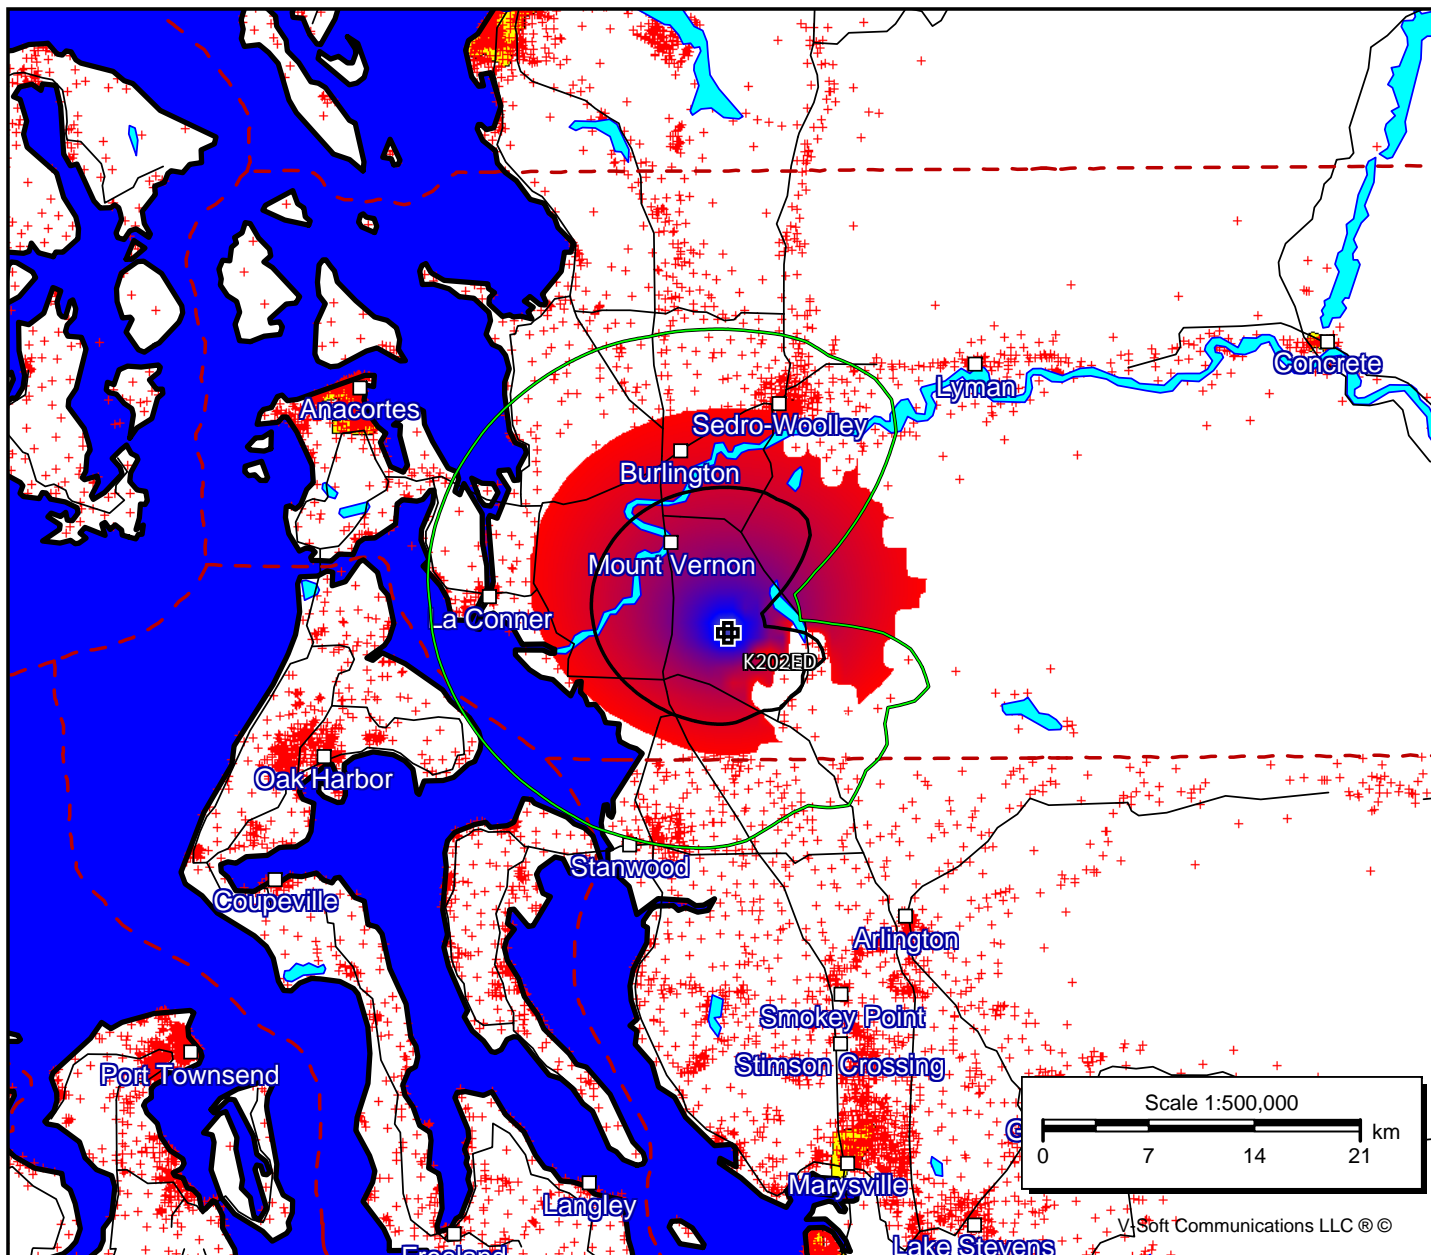 Concrete
Lyman
Anacortes
Sedro-Woolley
Burlington
Mount Vernon
La Conner
K202ED
Oak Harbor
Stanwood
Coupeville
Arlington
Smokey Point
Stimson Crossing
Port Townsend
Scale 1:500,000
km
0 7 14 21
Marysville
Langley
V-Soft Communications LLC ® ©
Lake Stevens
Freeland